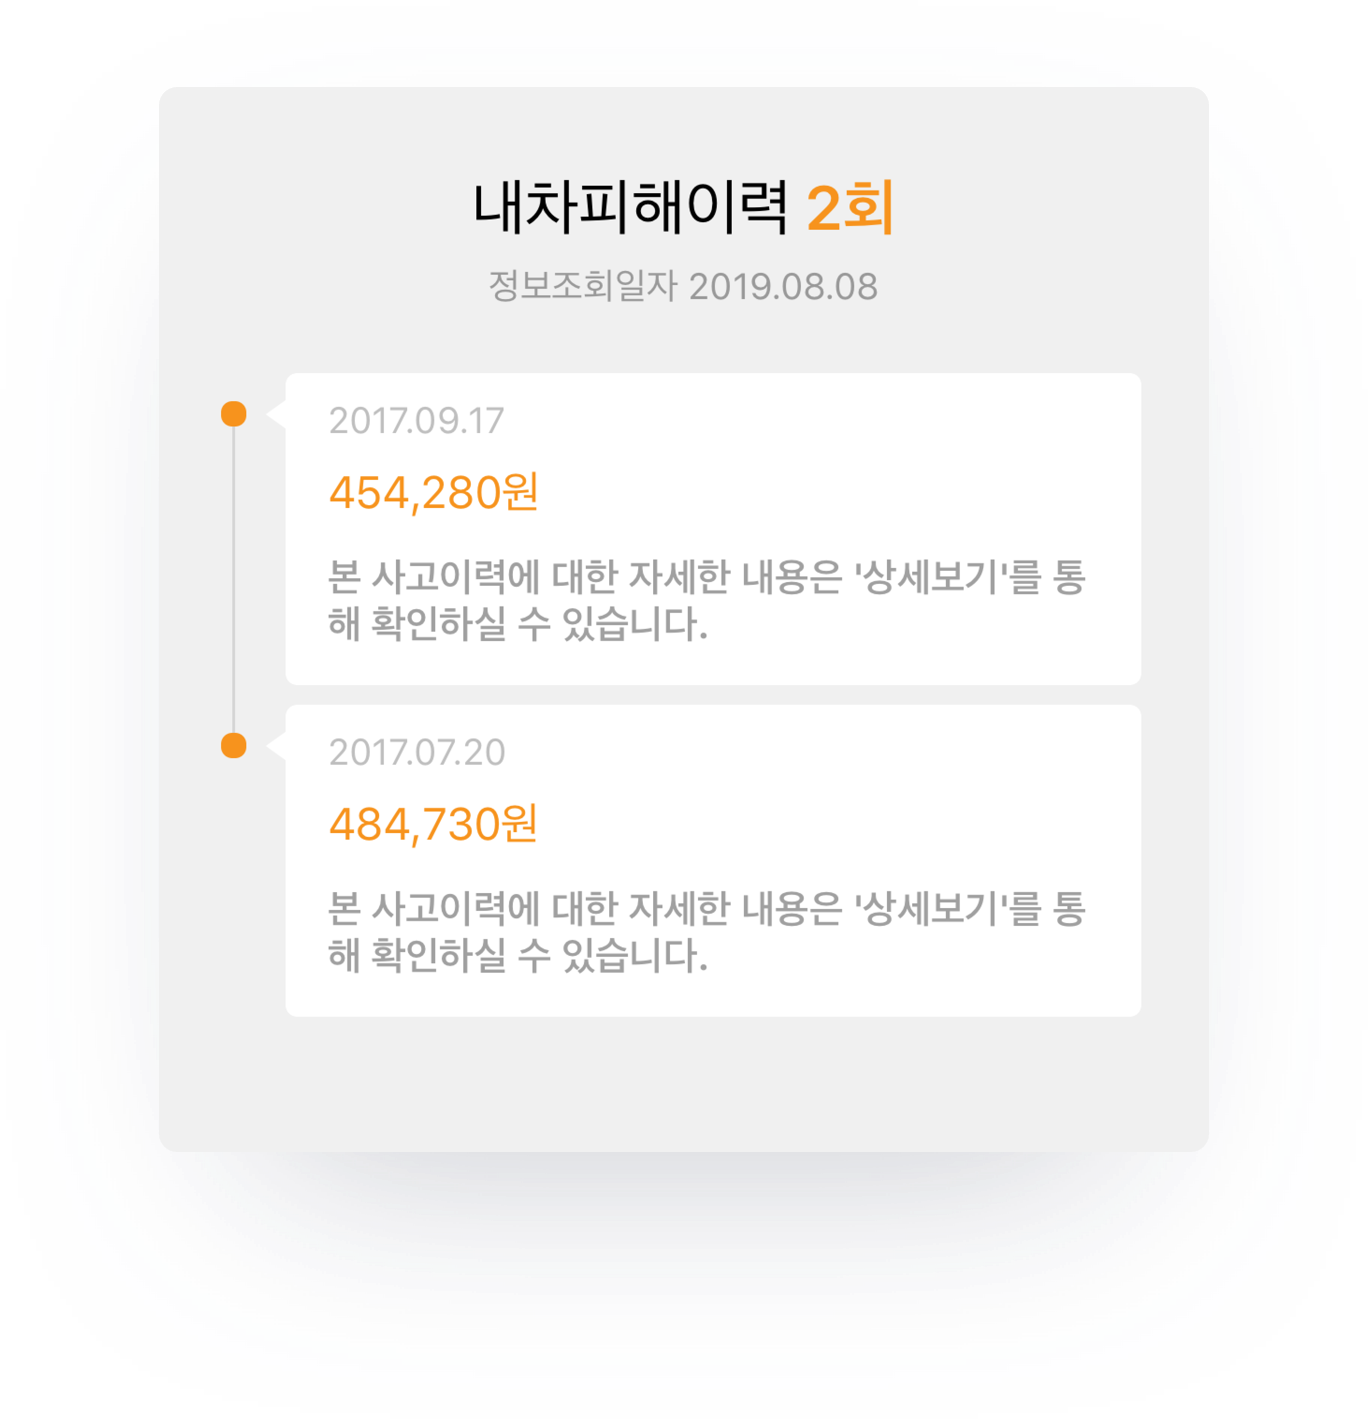 내차피해이력 2회
정보조회일자 2019.08.08
2017.09.17
454,280원
본 사고이력에 대한 자세한 내용은 '상세보기'를 통
해 확인하실 수 있습니다.
2017.07.20
484,730원
본 사고이력에 대한 자세한 내용은 '상세보기'를 통
해 확인하실 수 있습니다.